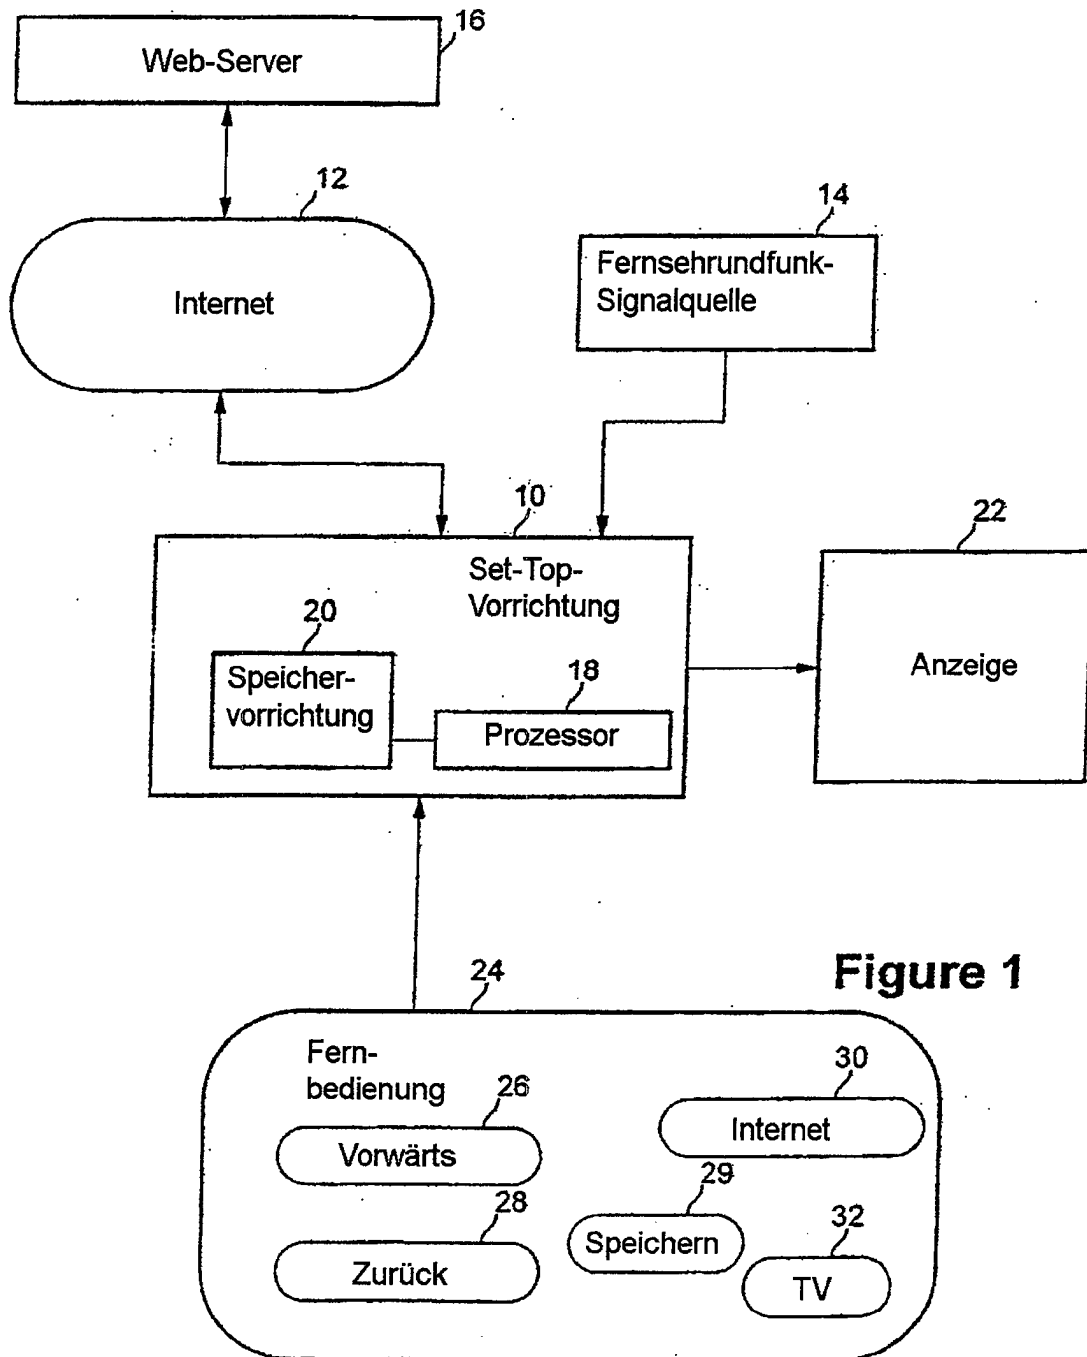 16
Web-Server
12
Internet
14
Fernsehrundfunk-
Signalquelle
10
Set-Top-
Vorrichtung
20
Speicher-
vorrichtung
18
Prozessor
22
Anzeige
Figure 1
24
Fern-
bedienung
26
Vorwärts
30
Internet
28
Zurück
29
Speichern
32
TV